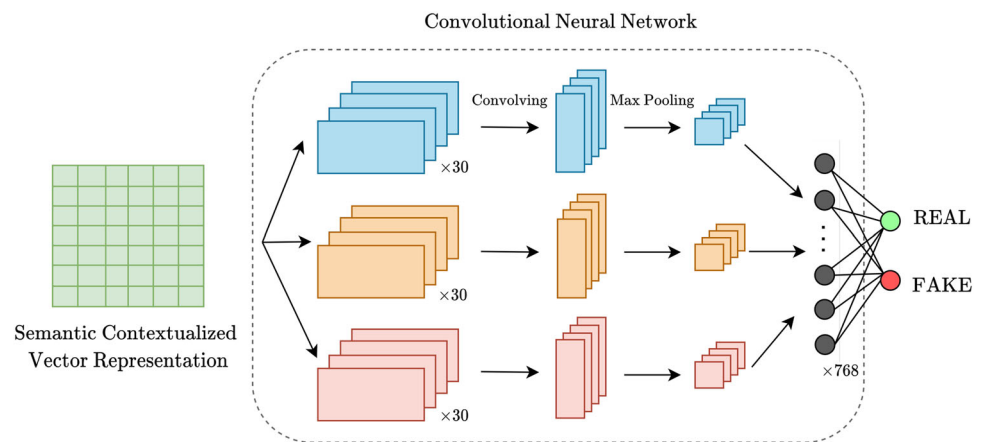 Convolutional Neural Network
Convolving
Max Pooling
×30
×30
×30
Semantic Contextualized
Vector Representation
REAL
FAKE
×768